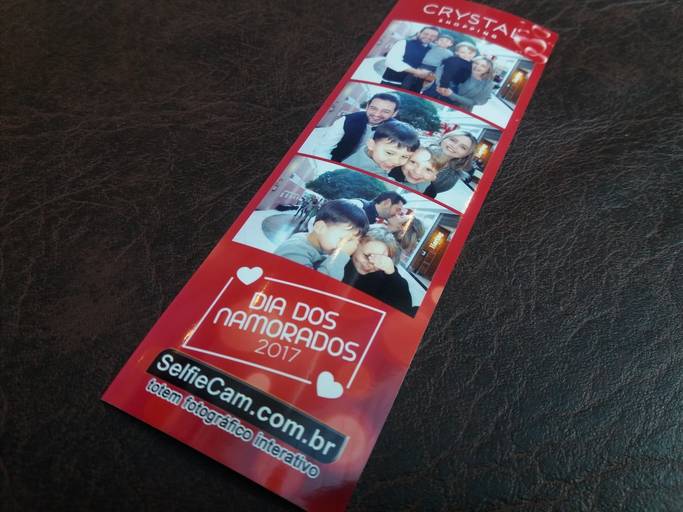 CRYSTAL
SHOPPING
DIA DOS
NAMORADOS
2017
SelfieCam.com.br
totem fotográfico interativo